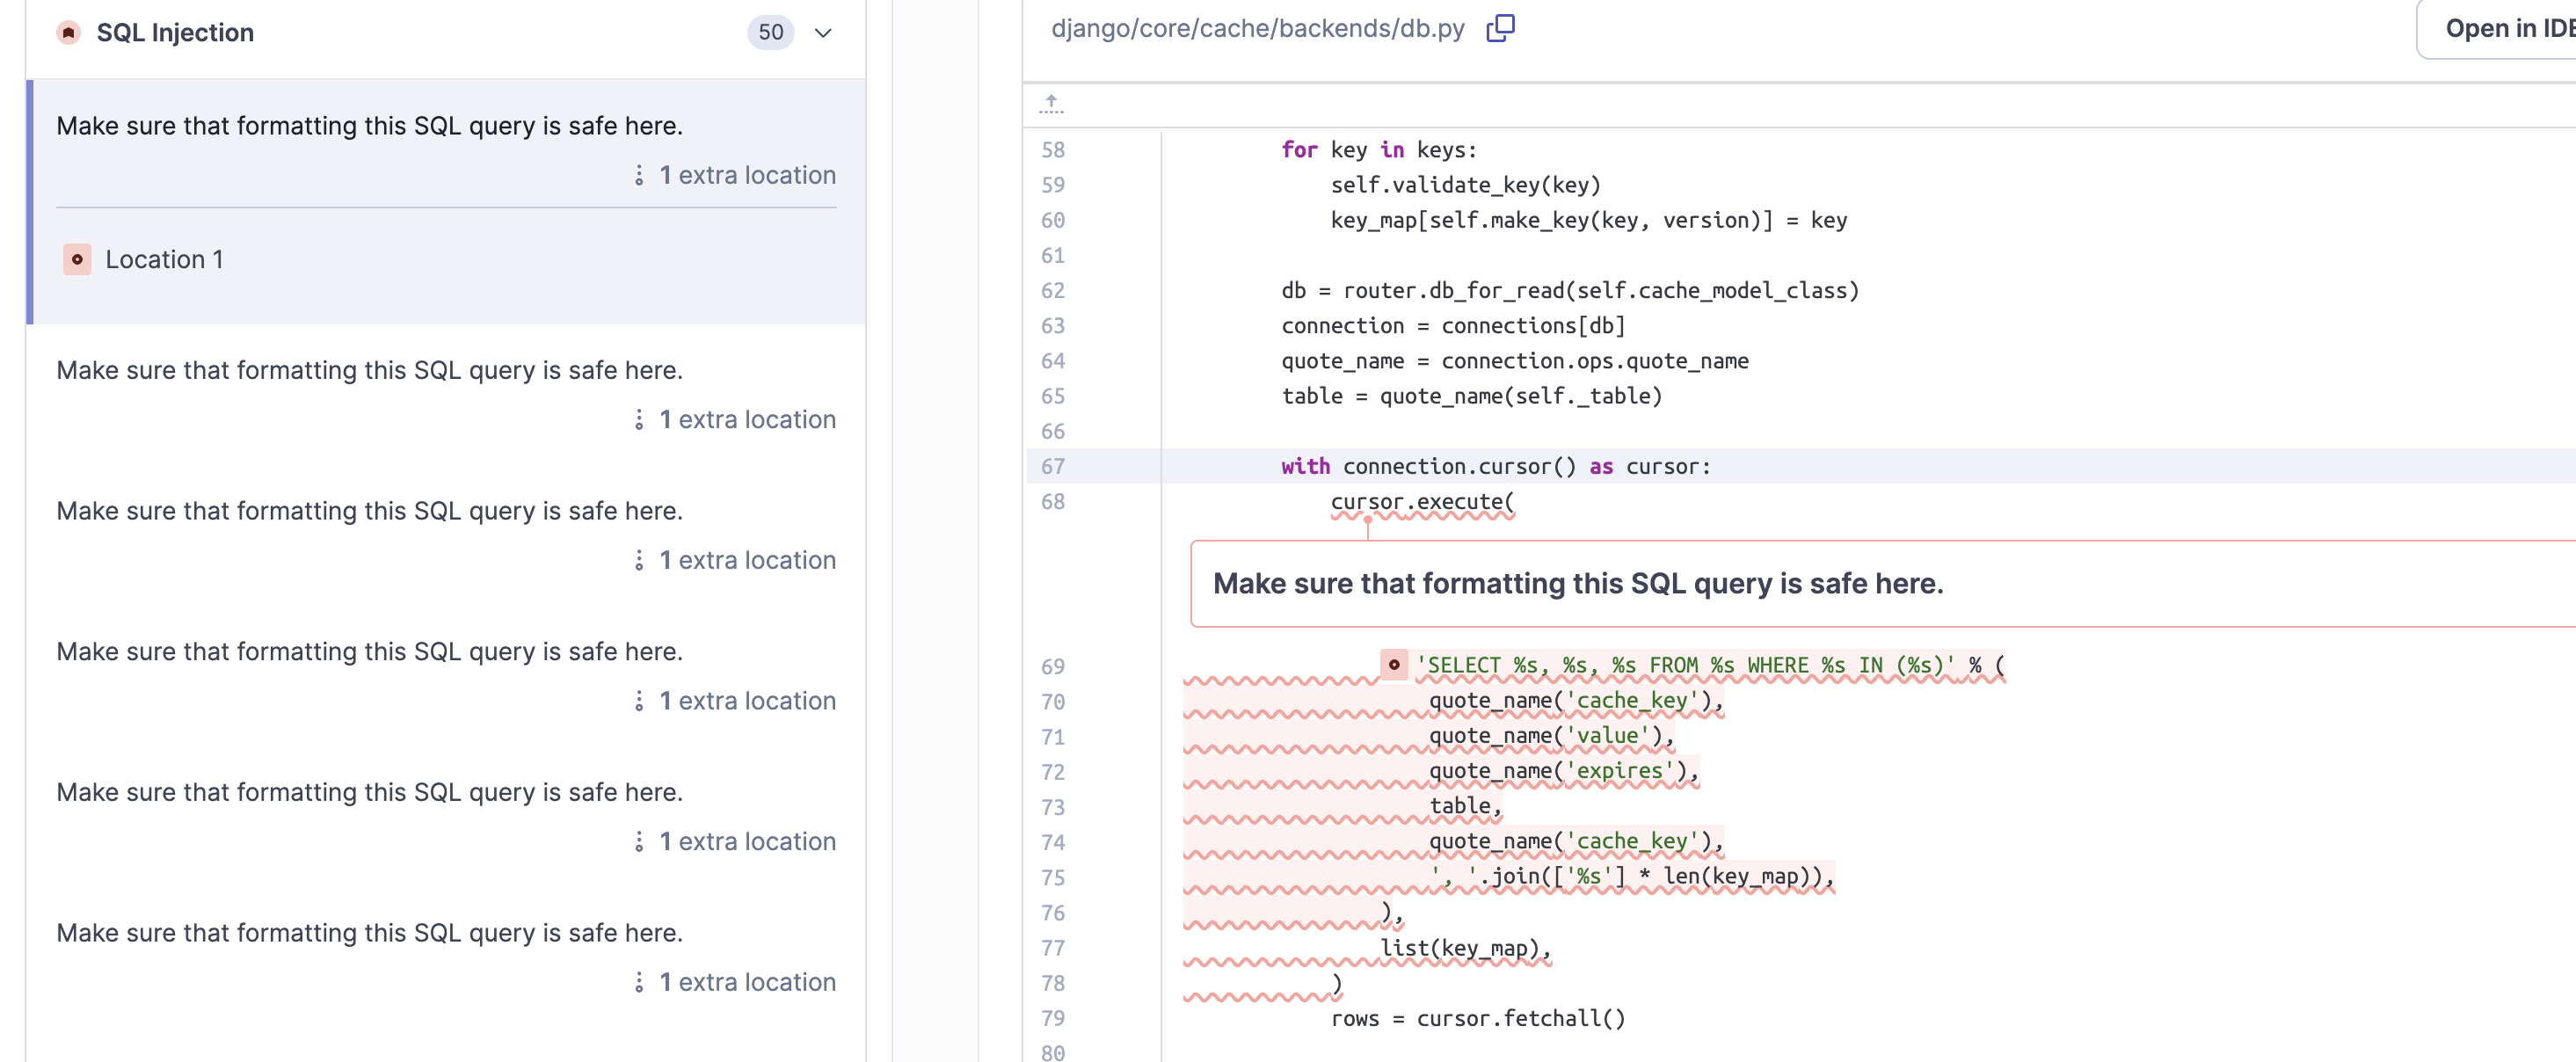 SQL Injection
50
Make sure that formatting this SQL query is safe here.
1 extra location
Location 1
Make sure that formatting this SQL query is safe here.
1 extra location
Make sure that formatting this SQL query is safe here.
1 extra location
Make sure that formatting this SQL query is safe here.
1 extra location
Make sure that formatting this SQL query is safe here.
1 extra location
Make sure that formatting this SQL query is safe here.
1 extra location
django/core/cache/backends/db.py
Open in IDE
58 for key in keys:
59 self.validate_key(key)
60 key_map[self.make_key(key, version)] = key
61
62 db = router.db_for_read(self.cache_model_class)
63 connection = connections[db]
64 quote_name = connection.ops.quote_name
65 table = quote_name(self._table)
66
67 with connection.cursor() as cursor:
68 cursor.execute(
Make sure that formatting this SQL query is safe here.
69 'SELECT %s, %s, %s FROM %s WHERE %s IN (%s)' % (
70 quote_name('cache_key'),
71 quote_name('value'),
72 quote_name('expires'),
73 table,
74 quote_name('cache_key'),
75 ', '.join(['%s'] * len(key_map)),
76 ),
77 list(key_map),
78 )
79 rows = cursor.fetchall()
80